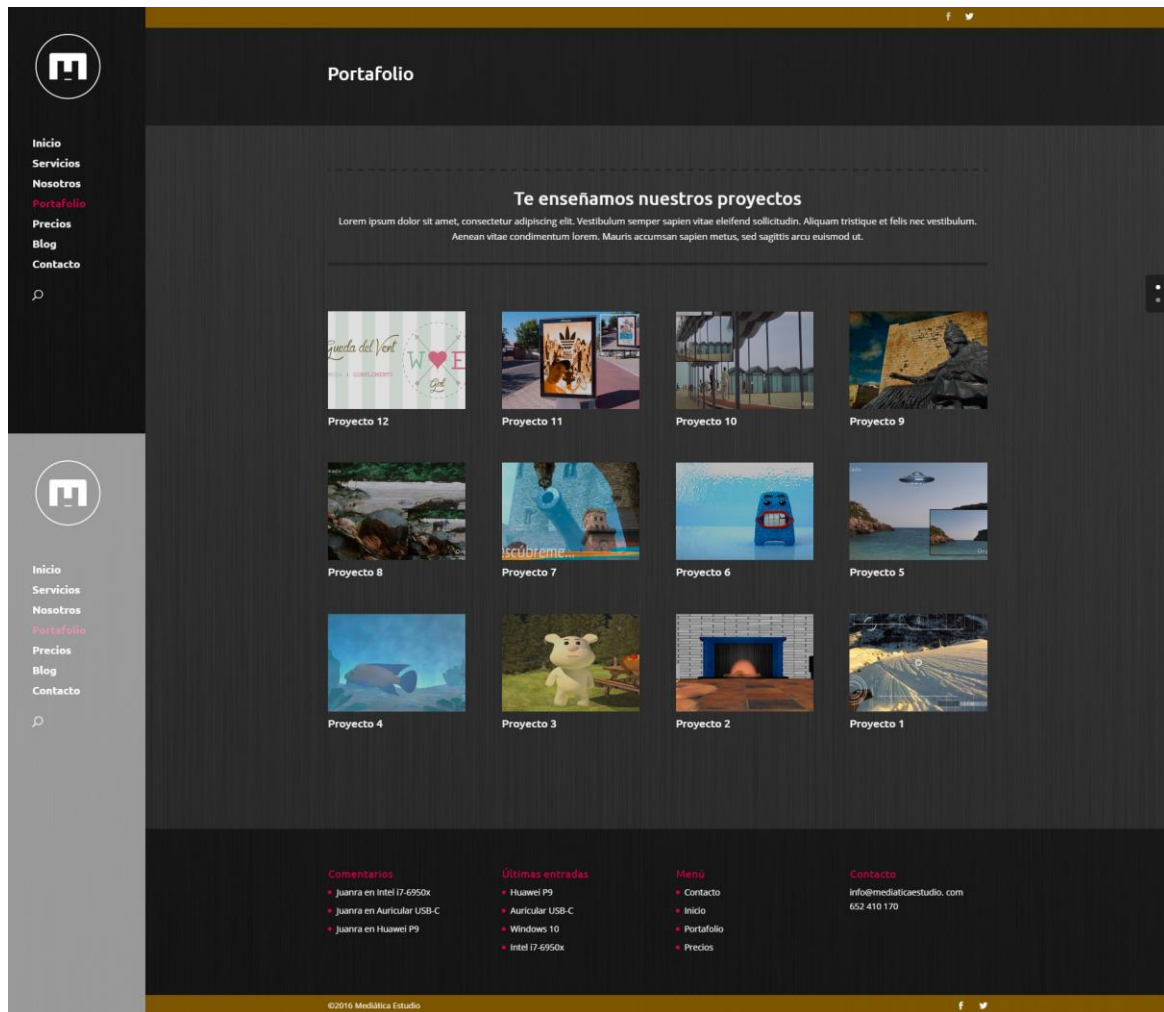 Inicio
Servicios
Nosotros
Portafolio
Precios
Blog
Contacto
Inicio
Servicios
Nosotros
Portafolio
Precios
Blog
Contacto
Portafolio
Te enseñamos nuestros proyectos
Lorem ipsum dolor sit amet, consectetur adipiscing elit. Vestibulum semper sapien vitae eleifend sollicitudin. Aliquam tristique et felis nec vestibulum.
Aenean vitae condimentum lorem. Mauris accumsan sapien metus, sed sagittis arcu euismod ut.
Gueda del Vent
W E
COMPLEMENTS
Girl
Proyecto 12
Proyecto 11
Proyecto 10
Proyecto 9
Proyecto 8
escúbreme...
Proyecto 7
Proyecto 6
Proyecto 5
Proyecto 4
Proyecto 3
Proyecto 2
Proyecto 1
Comentarios
Juanra en Intel i7-6950x
Juanra en Auricular USB-C
Juanra en Huawei P9
Últimas entradas
Huawei P9
Auricular USB-C
Windows 10
Intel i7-6950x
Menú
Contacto
Inicio
Portafolio
Precios
Contacto
info@mediaticaestudio. com
652 410 170
©2016 Mediática Estudio